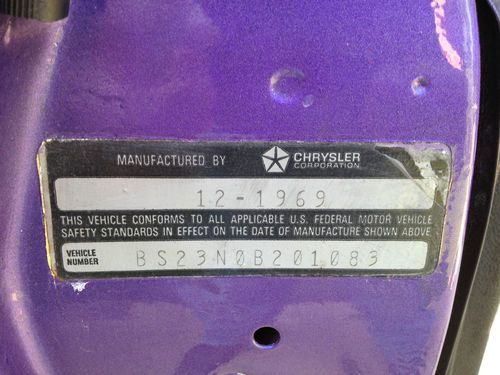 MANUFACTURED BY CHRYSLER CORPORATION
12-1969
THIS VEHICLE CONFORMS TO ALL APPLICABLE U.S. FEDERAL MOTOR VEHICLE
SAFETY STANDARDS IN EFFECT ON THE DATE OF MANUFACTURE SHOWN ABOVE
VEHICLE NUMBER BS23N0B201083